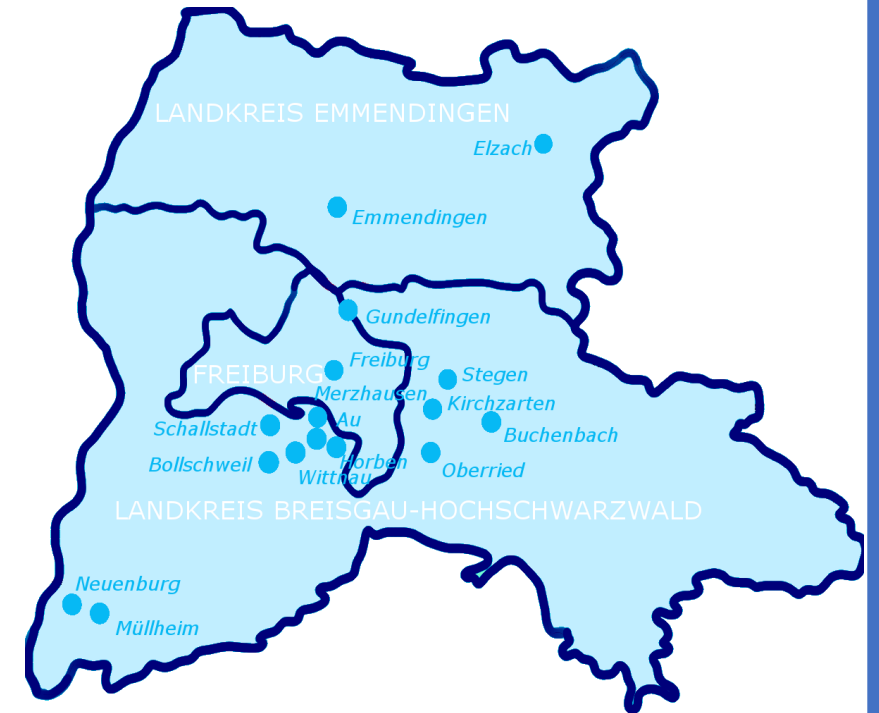 LANDKREIS EMMENDINGEN
Elzach
Emmendingen
Gundelfingen
Freiburg
FREIBURG
Stegen
Merzhausen
Kirchzarten
Au
Schallstadt
Buchenbach
Horben
Bollschweil
Oberried
Wittnau
LANDKREIS BREISGAU-HOCHSCHWARZWALD
Neuenburg
Müllheim